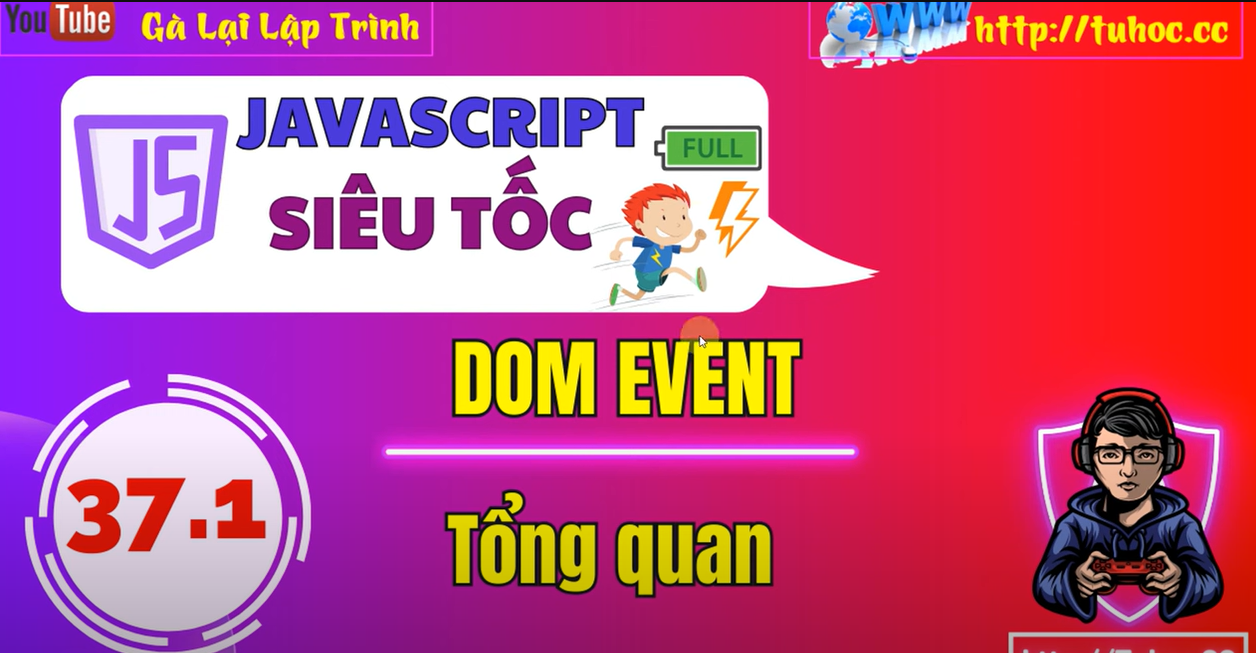 YouTube
Gà Lại Lập Trình
WWW
http://tuhoc.cc
JS
JAVASCRIPT
FULL
SIÊU TỐC
DOM EVENT
37.1
Tổng quan